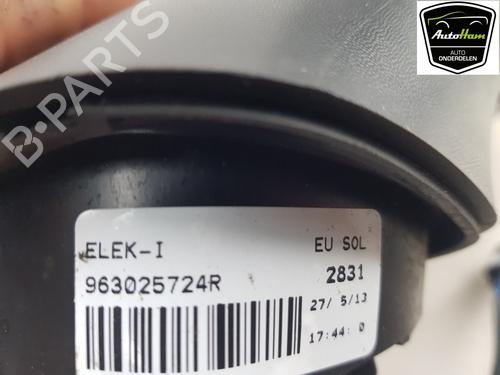 AutoHam
AUTO
ONDERDELEN
B-PARTS
ELEK-I
EU SOL
963025724R
2831
27/ 5/13
17:44: 0